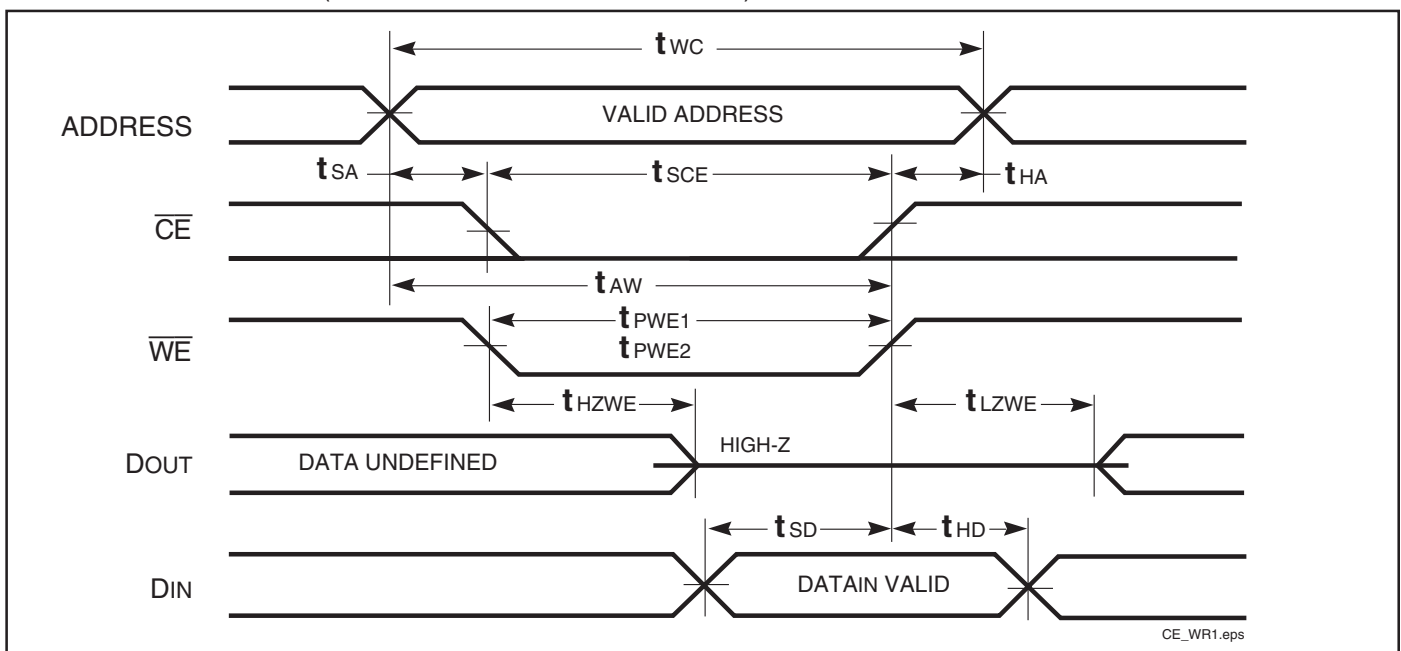 tWC
ADDRESS
VALID ADDRESS
tSA
tSCE
tHA
CE
tAW
WE
tPWE1
tPWE2
tHZWE
tLZWE
DOUT
DATA UNDEFINED
HIGH-Z
tSD
tHD
DIN
DATAIN VALID
CE_WR1.eps